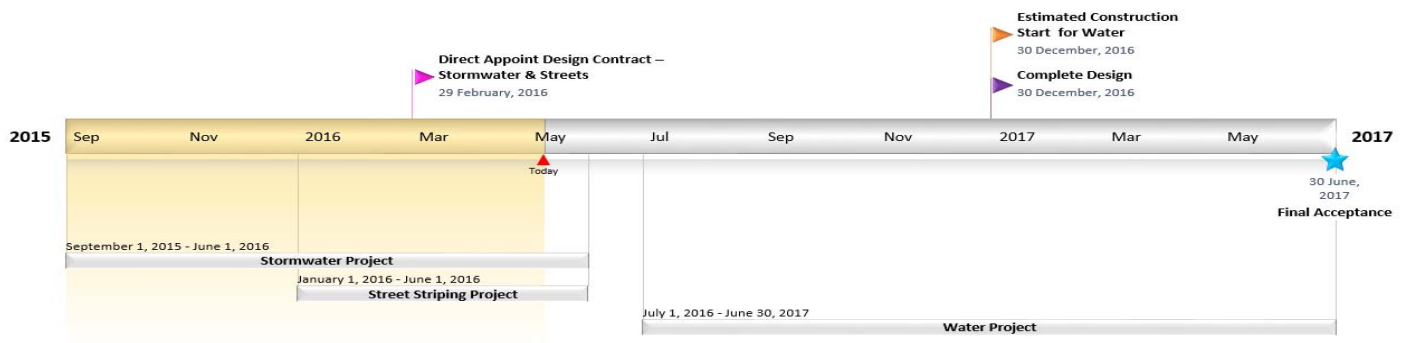 Estimated Construction
Start for Water
30 December, 2016
Direct Appoint Design Contract –
Stormwater & Streets
29 February, 2016
Complete Design
30 December, 2016
2015 Sep Nov 2016 Mar May Jul Sep Nov 2017 Mar May 2017
Today
30 June,
2017
Final Acceptance
September 1, 2015 - June 1, 2016
Stormwater Project
January 1, 2016 - June 1, 2016
Street Striping Project
July 1, 2016 - June 30, 2017
Water Project